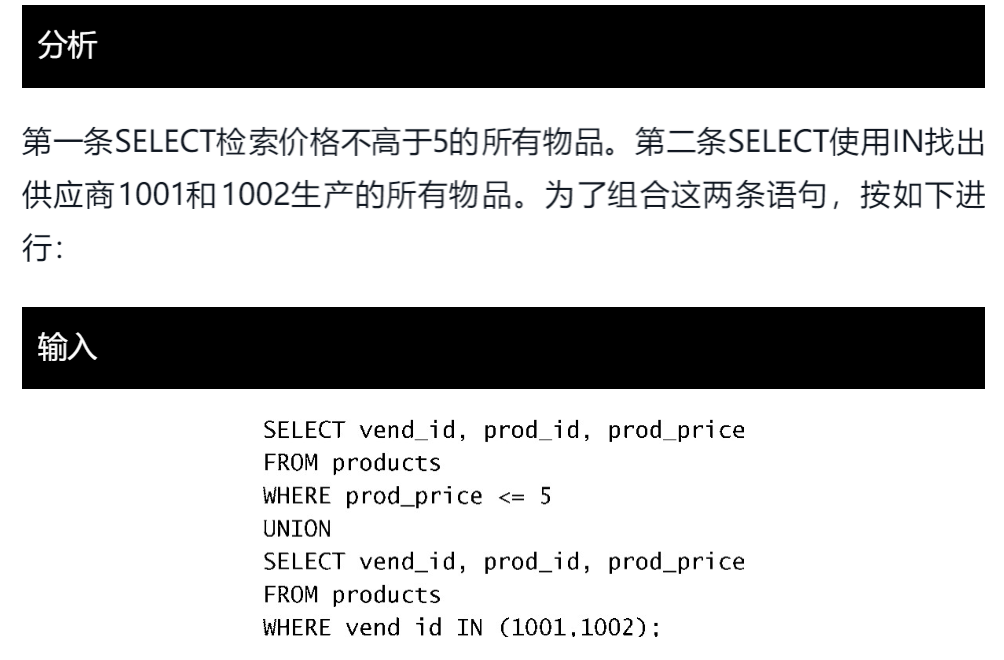 分析
第一条SELECT检索价格不高于5的所有物品。第二条SELECT使用IN找出
供应商1001和1002生产的所有物品。为了组合这两条语句，按如下进
行：
输入
SELECT vend_id, prod_id, prod_price
FROM products
WHERE prod_price <= 5
UNION
SELECT vend_id, prod_id, prod_price
FROM products
WHERE vend_id IN (1001,1002);